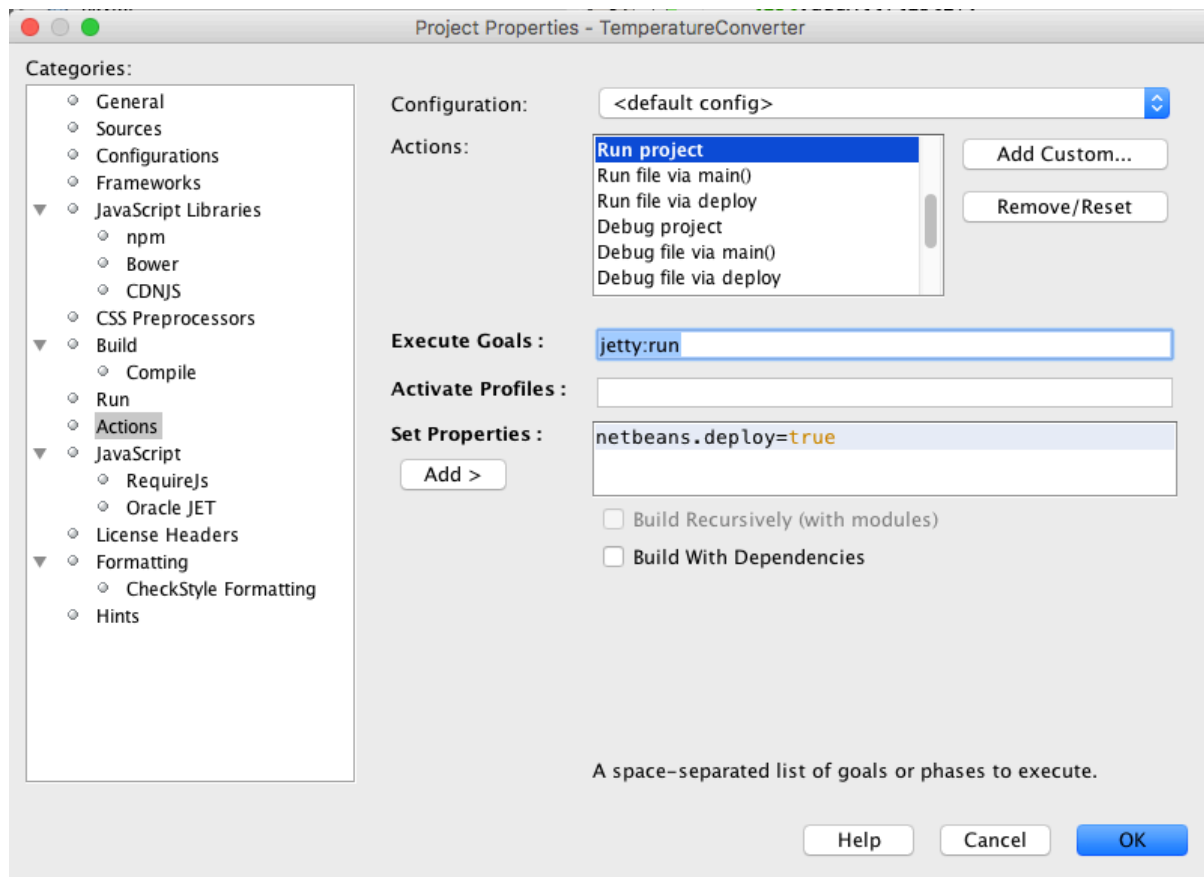 Project Properties - TemperatureConverter
Categories:
General
Sources
Configurations
Frameworks
JavaScript Libraries
npm
Bower
CDNJS
CSS Preprocessors
Build
Compile
Run
Actions
JavaScript
RequireJs
Oracle JET
License Headers
Formatting
CheckStyle Formatting
Hints
Configuration:
<default config>
Actions:
Run project
Run file via main()
Run file via deploy
Debug project
Debug file via main()
Debug file via deploy
Add Custom...
Remove/Reset
Execute Goals :
jetty:run
Activate Profiles :
Set Properties :
netbeans.deploy=true
Add >
Build Recursively (with modules)
Build With Dependencies
A space-separated list of goals or phases to execute.
Help
Cancel
OK